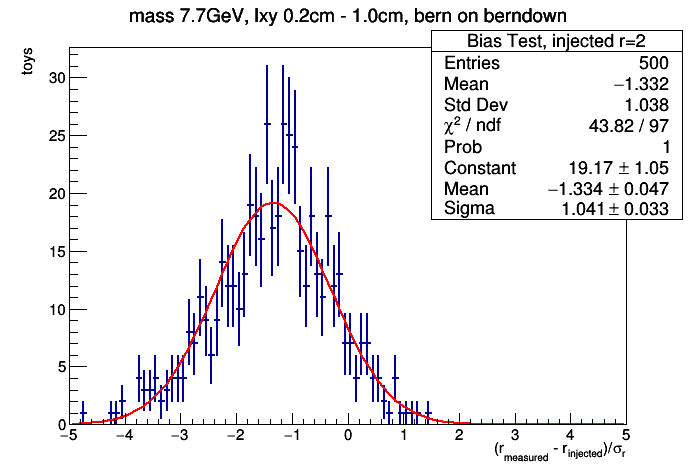 mass 7.7GeV, lxy 0.2cm - 1.0cm, bern on berndown
Bias Test, injected r=2
Entries 500
Mean −1.332
Std Dev 1.038
χ² / ndf 43.82 / 97
Prob 1
Constant 19.17 ± 1.05
Mean −1.334 ± 0.047
Sigma 1.041 ± 0.033
toys
30
25
20
15
10
5
0
−5 −4 −3 −2 −1 0 1 2 3 4 5
(r_measured - r_injected)/σ_r